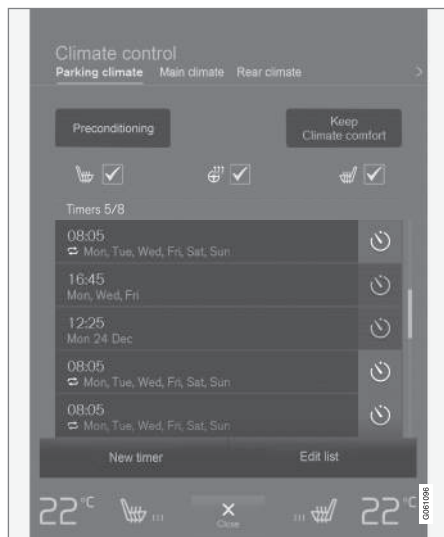 Climate control
Parking climate Main climate Rear climate
Preconditioning
Keep
Climate comfort
Timers 5/8
08:05
Mon, Tue, Wed, Fri, Sat, Sun
16:45
Mon, Wed, Fri
12:25
Mon 24 Dec
08:05
Mon, Tue, Wed, Fri, Sat, Sun
08:05
Mon, Tue, Wed, Fri, Sat, Sun
New timer Edit list
22°C 22°C
Close
G061096